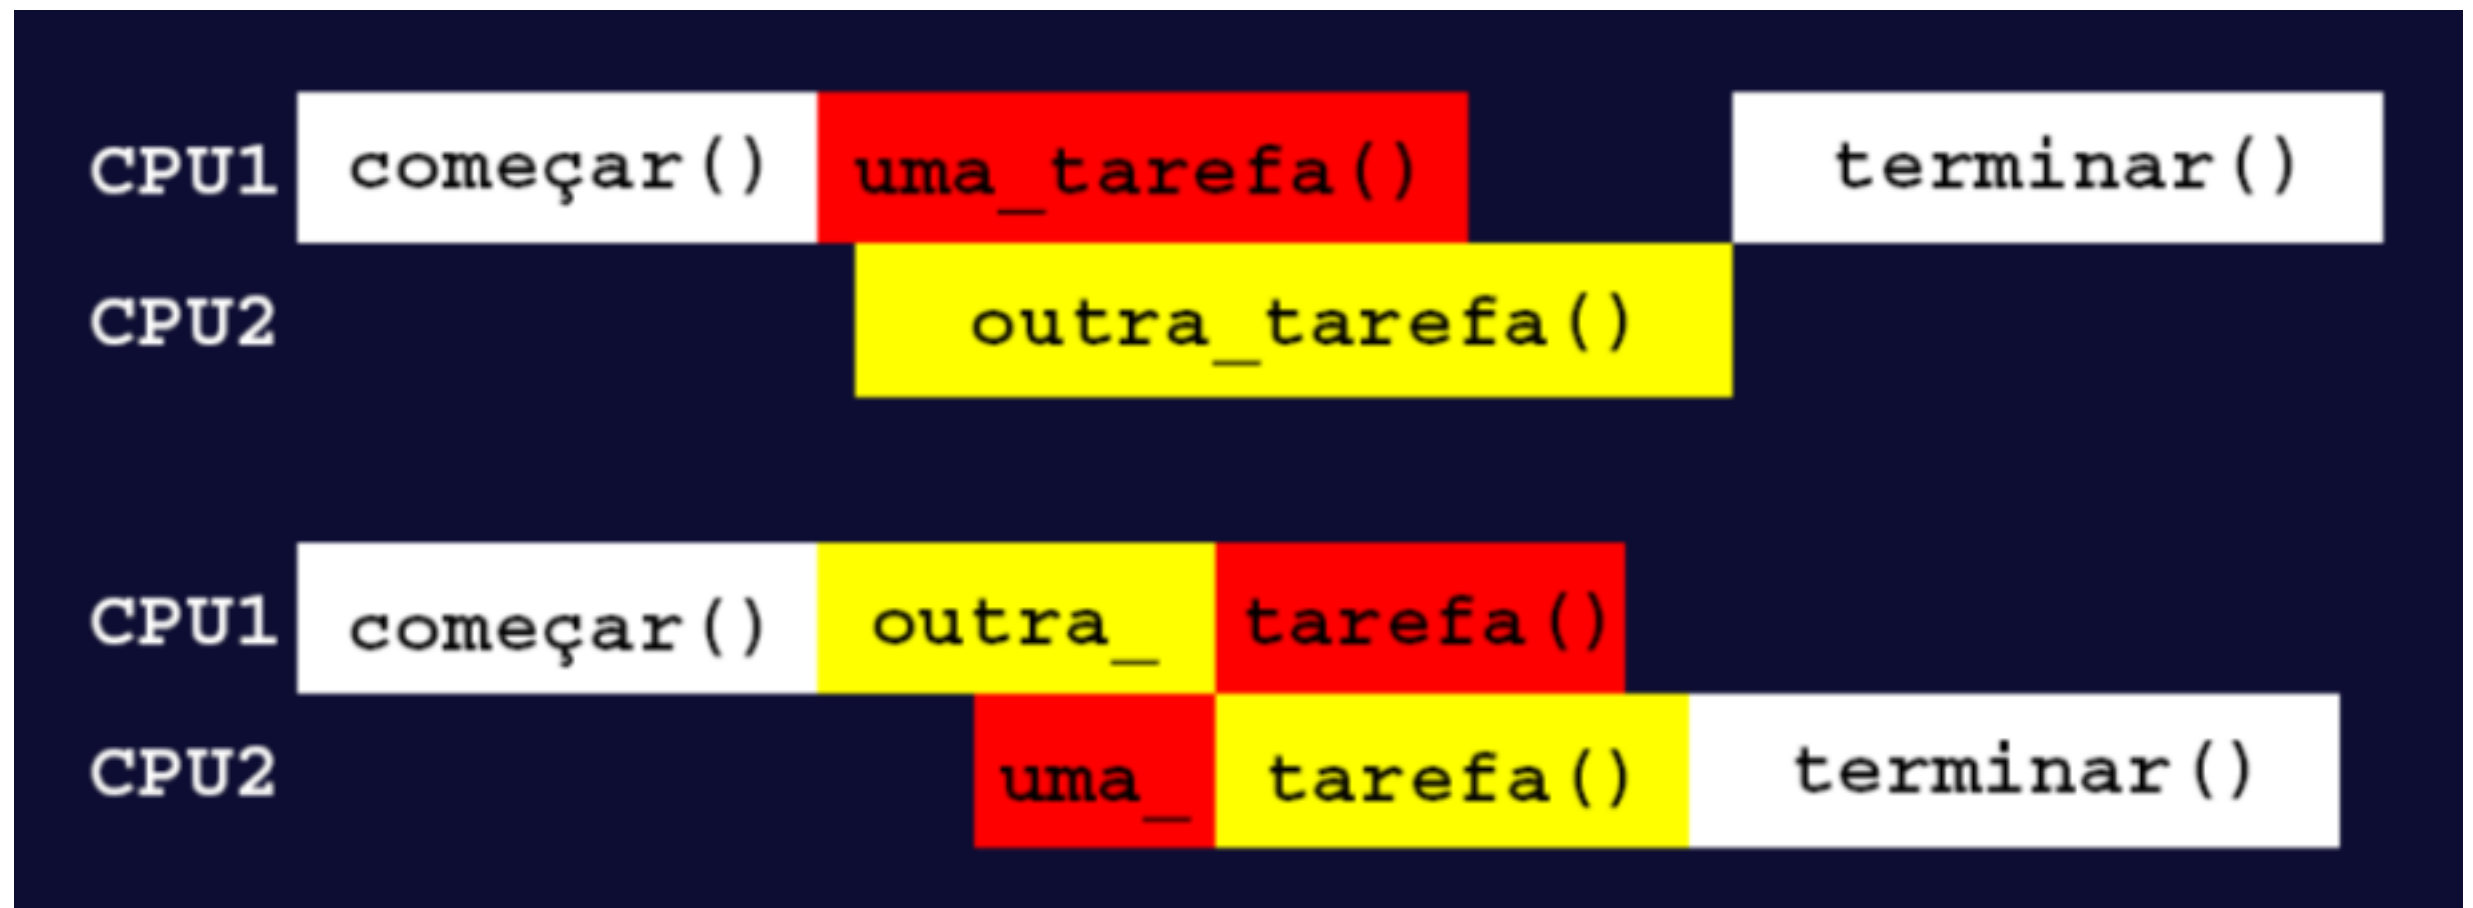 CPU1 começar() uma_tarefa() terminar()
CPU2 outra_tarefa()
CPU1 começar() outra_ tarefa()
CPU2 uma_ tarefa() terminar()